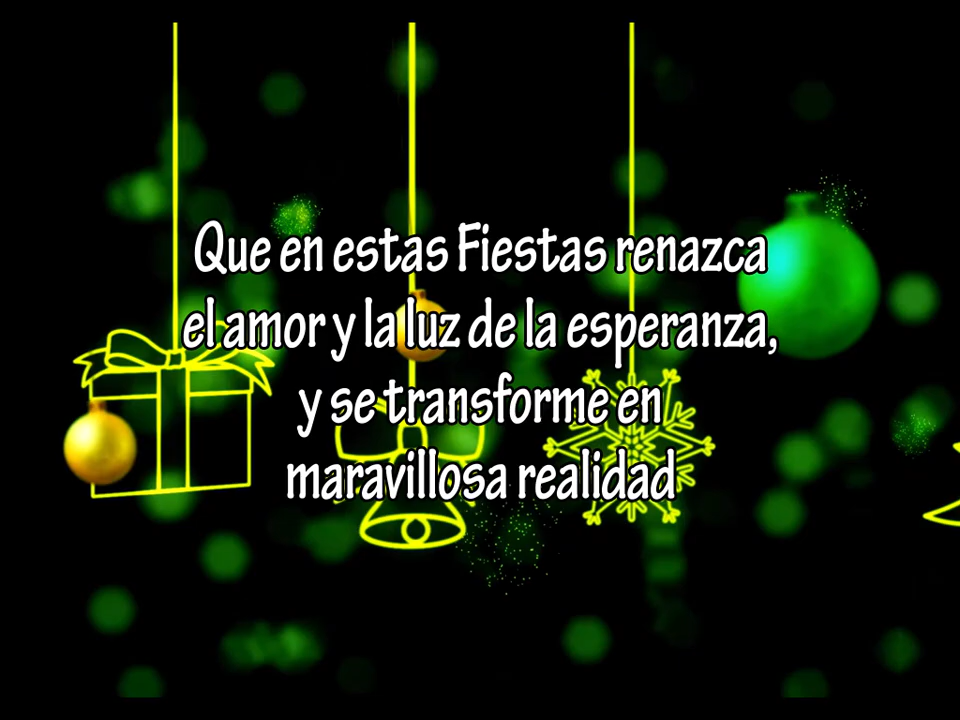 Que en estas Fiestas renazca
el amor y la luz de la esperanza,
y se transforme en
maravillosa realidad